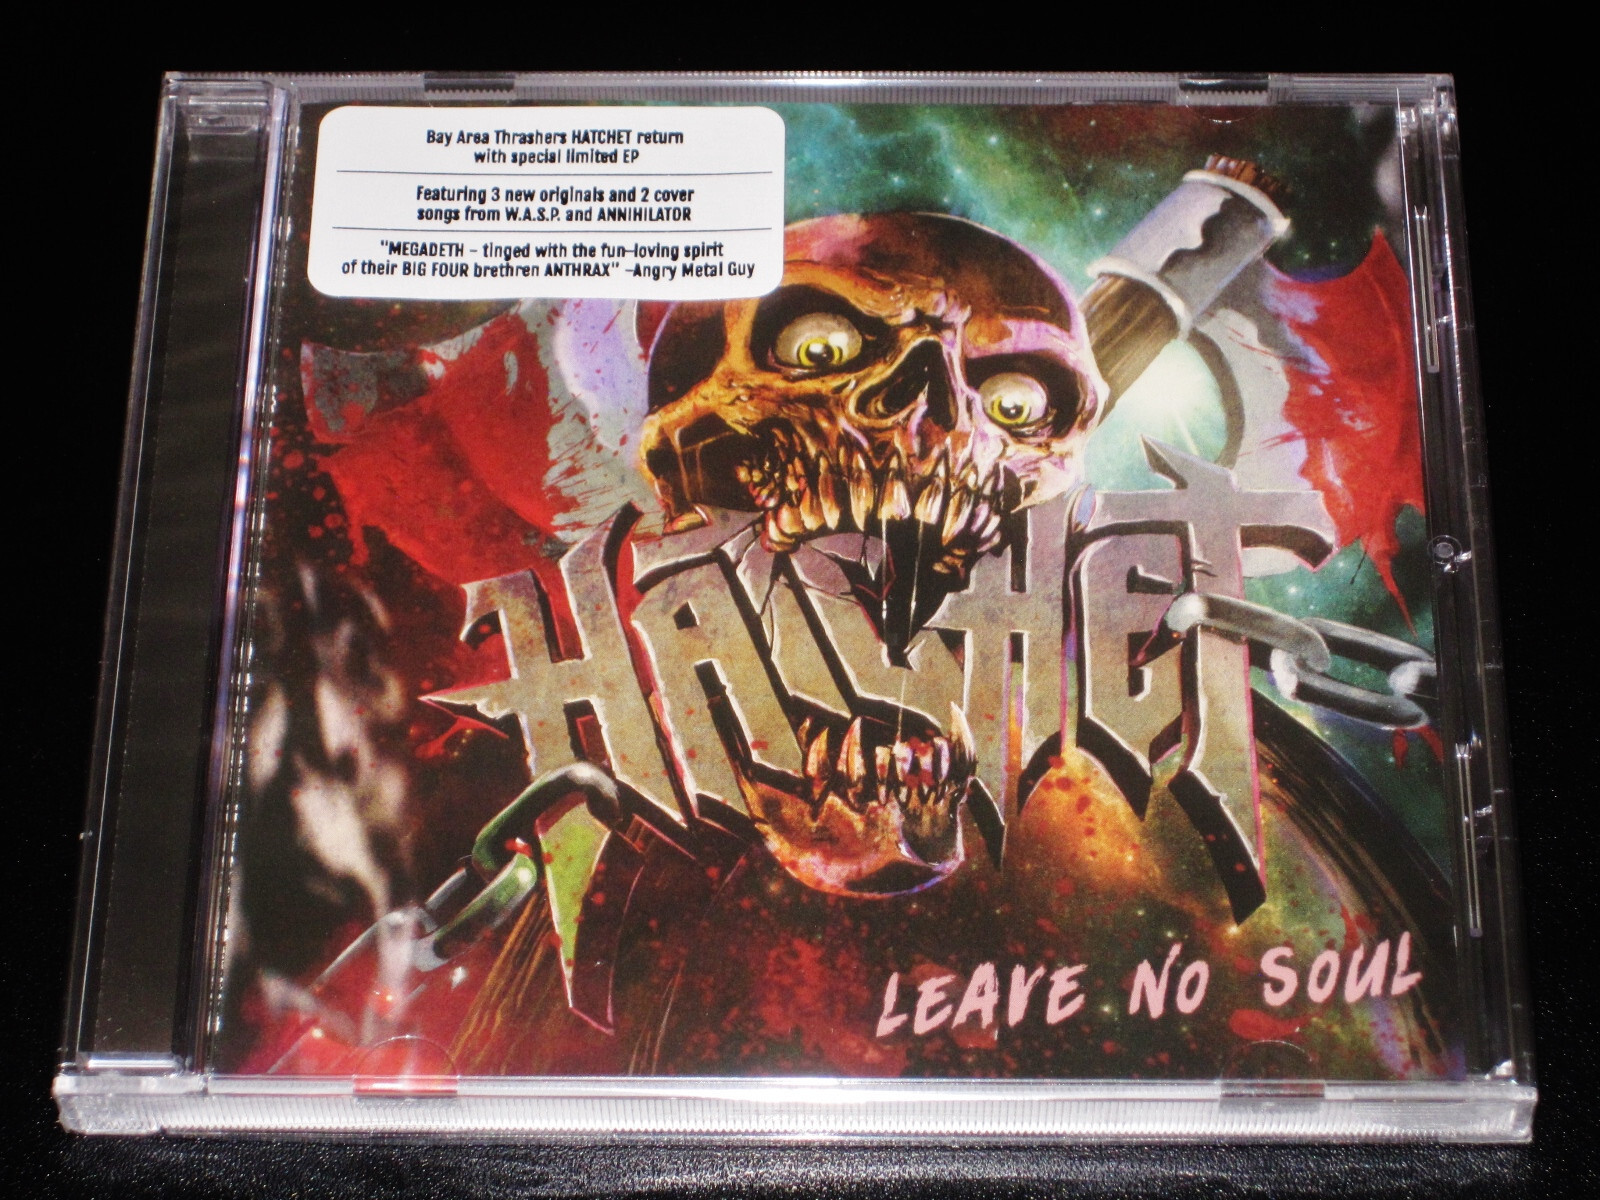 Bay Area Thrashers HATCHET return
with special limited EP
Featuring 3 new originals and 2 cover
songs from W.A.S.P. and ANNIHILATOR
"MEGADETH – tinged with the fun-loving spirit
of their BIG FOUR brethren ANTHRAX" –Angry Metal Guy
HATCHET
LEAVE NO SOUL